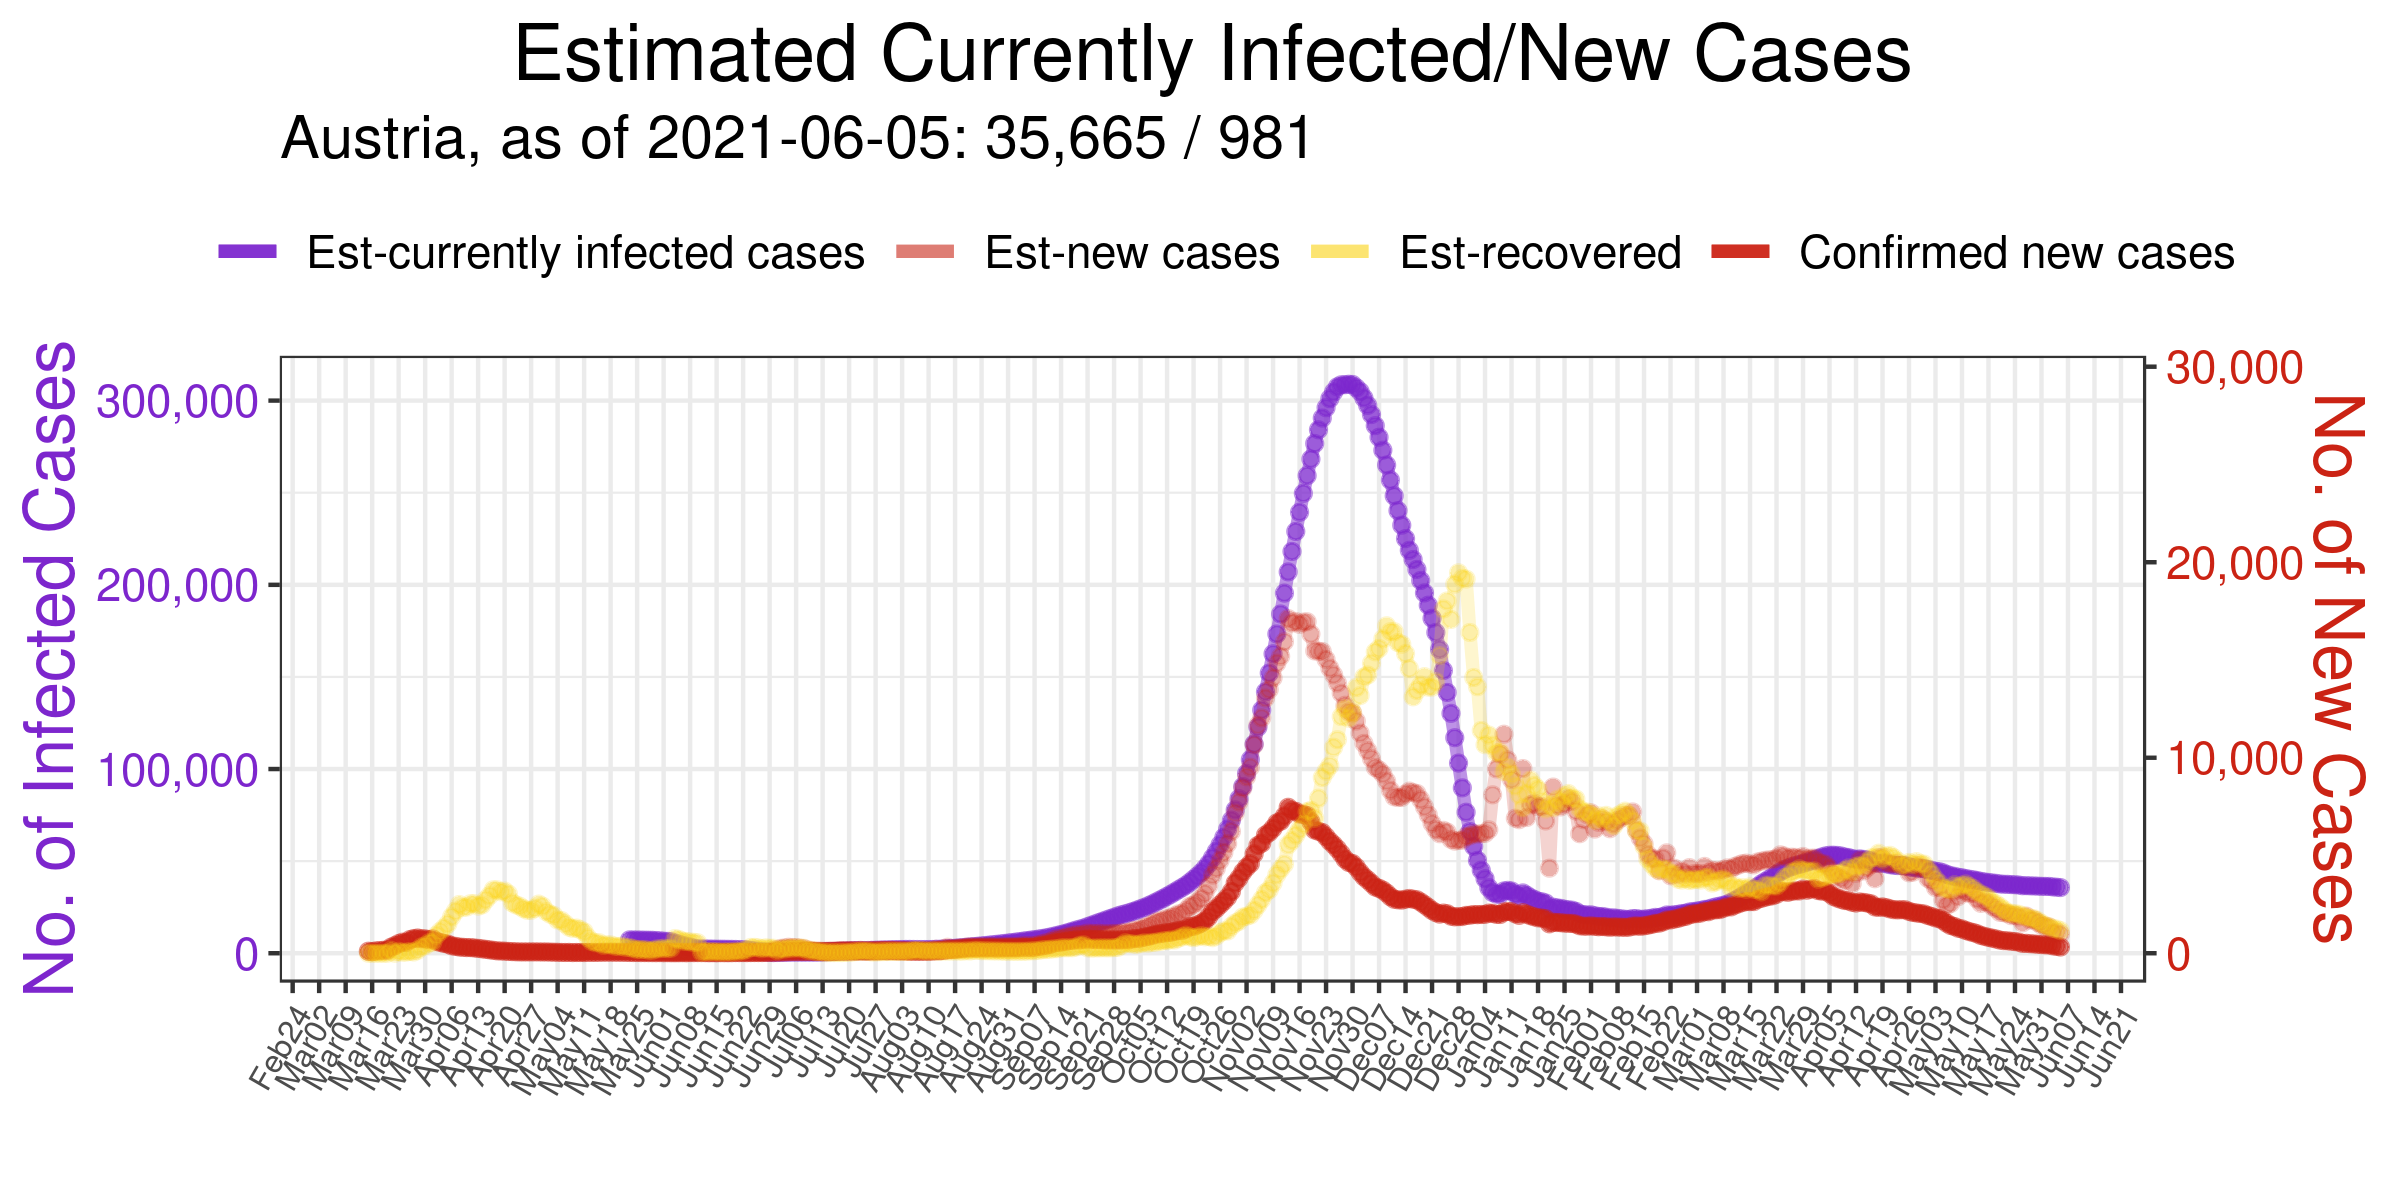 Estimated Currently Infected/New Cases
Austria, as of 2021-06-05: 35,665 / 981
Est-currently infected cases
Est-new cases
Est-recovered
Confirmed new cases
No. of Infected Cases
300,000
200,000
100,000
0
30,000
20,000
10,000
0
No. of New Cases
Feb24
Mar02
Mar09
Mar16
Mar23
Mar30
Apr06
Apr13
Apr20
Apr27
May04
May11
May18
May25
Jun01
Jun08
Jun15
Jun22
Jun29
Jul06
Jul13
Jul20
Jul27
Aug03
Aug10
Aug17
Aug24
Aug31
Sep07
Sep14
Sep21
Sep28
Oct05
Oct12
Oct19
Oct26
Nov02
Nov09
Nov16
Nov23
Nov30
Dec07
Dec14
Dec21
Dec28
Jan04
Jan11
Jan18
Jan25
Feb01
Feb08
Feb15
Feb22
Mar01
Mar08
Mar15
Mar22
Mar29
Apr05
Apr12
Apr19
Apr26
May03
May10
May17
May24
May31
Jun07
Jun14
Jun21